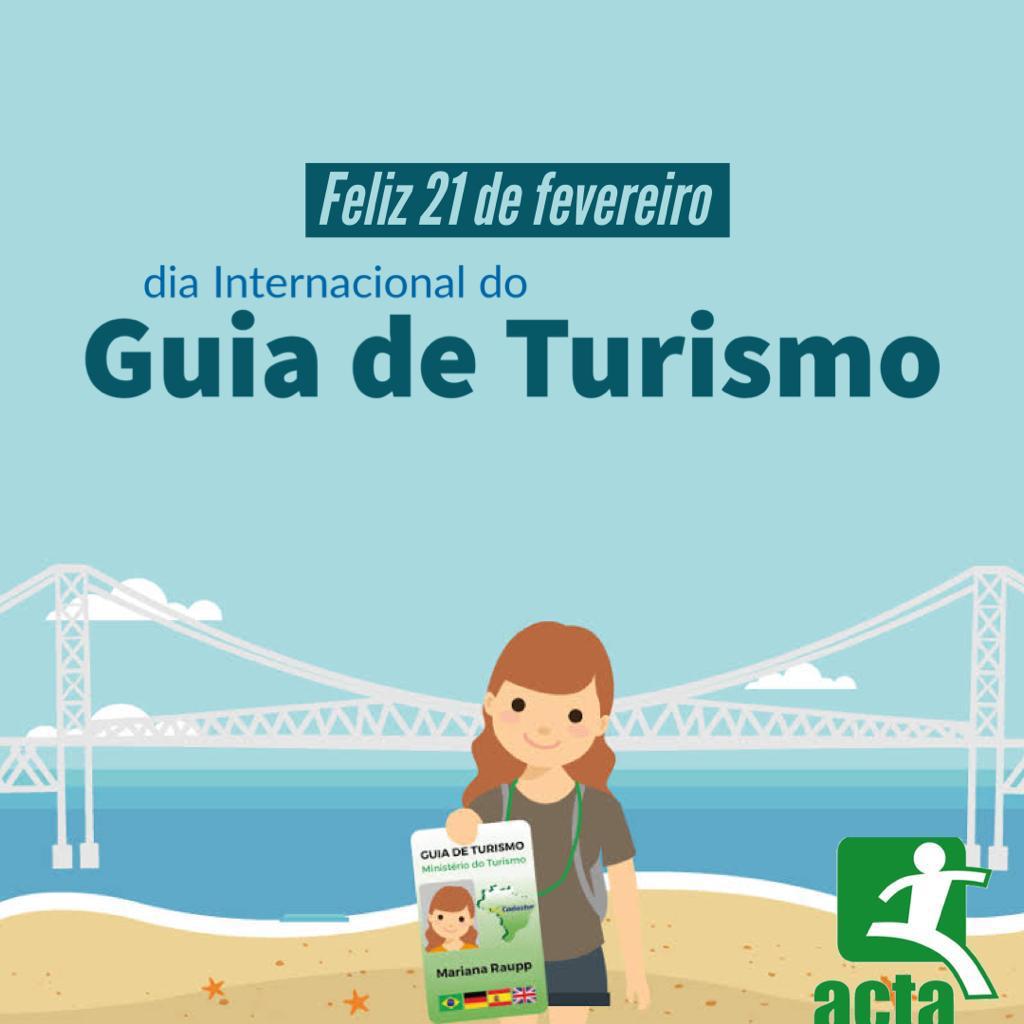 Feliz 21 de fevereiro
dia Internacional do
Guia de Turismo
GUIA DE TURISMO
Ministério do Turismo
Cadastur
Mariana Raupp
acta